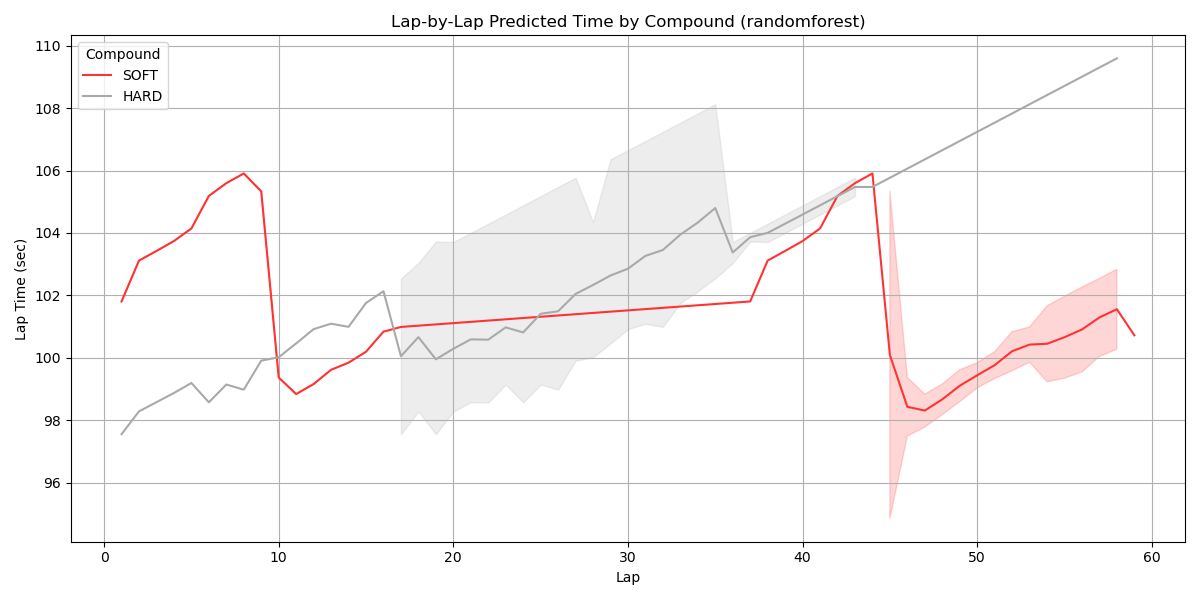 Lap-by-Lap Predicted Time by Compound (randomforest)
Compound
SOFT
HARD
110
108
106
104
102
100
98
96
Lap Time (sec)
0 10 20 30 40 50 60
Lap